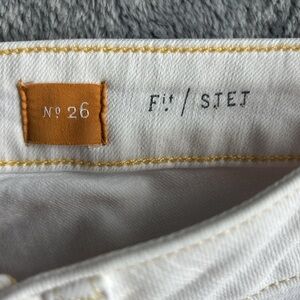 Nº 26
Fit / STET